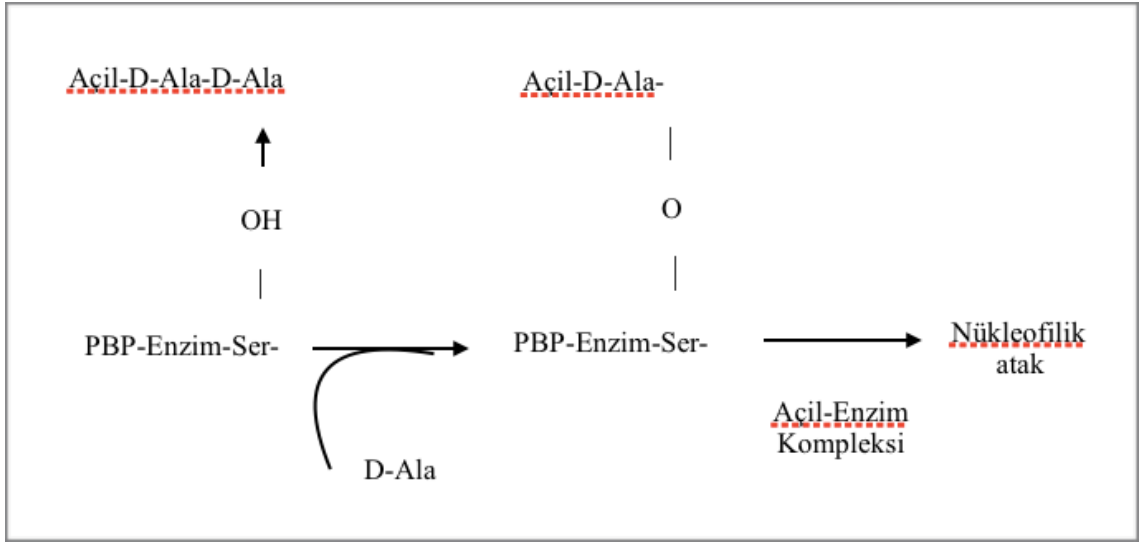 Açil-D-Ala-D-Ala
Açil-D-Ala-
OH
O
PBP-Enzim-Ser-
PBP-Enzim-Ser-
Nükleofilik
atak
Açil-Enzim
Kompleksi
D-Ala